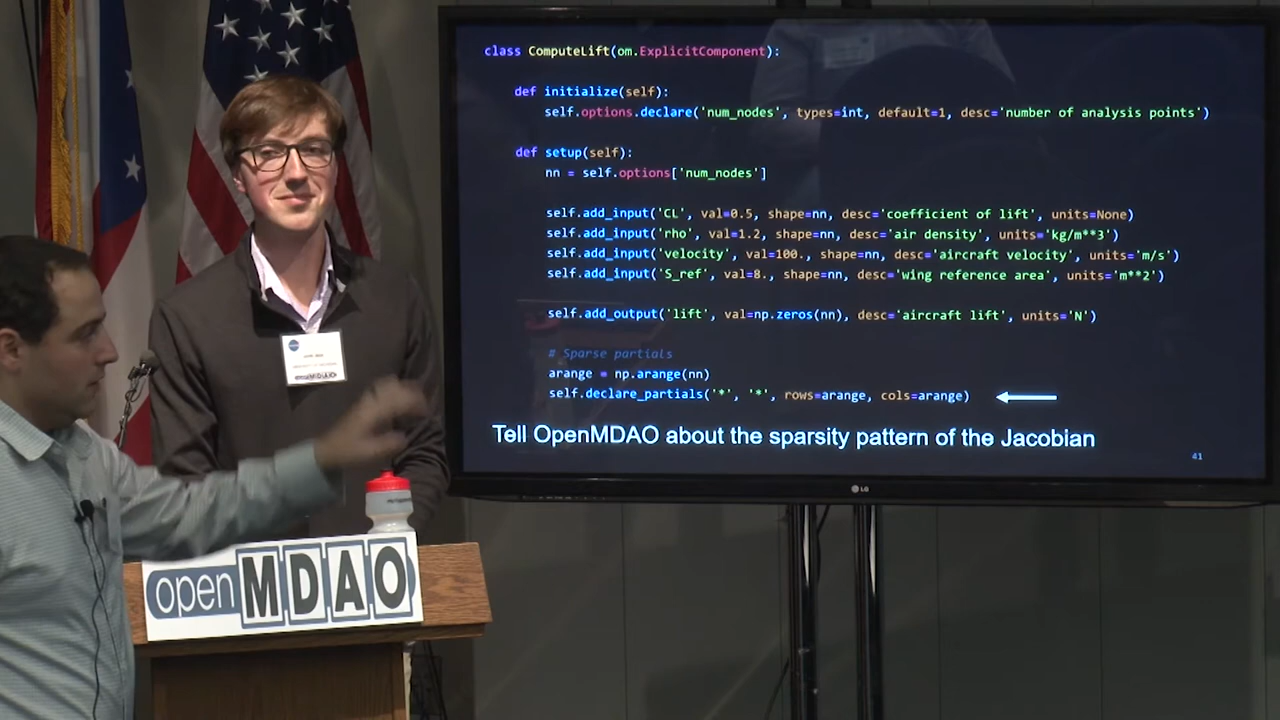 class ComputeLift(om.ExplicitComponent):
def initialize(self):
self.options.declare('num_nodes', types=int, default=1, desc='number of analysis points')
def setup(self):
nn = self.options['num_nodes']
self.add_input('CL', val=0.5, shape=nn, desc='coefficient of lift', units=None)
self.add_input('rho', val=1.2, shape=nn, desc='air density', units='kg/m**3')
self.add_input('velocity', val=100., shape=nn, desc='aircraft velocity', units='m/s')
self.add_input('S_ref', val=8., shape=nn, desc='wing reference area', units='m**2')
self.add_output('lift', val=np.zeros(nn), desc='aircraft lift', units='N')
# Sparse partials
arange = np.arange(nn)
self.declare_partials('*', '*', rows=arange, cols=arange)
Tell OpenMDAO about the sparsity pattern of the Jacobian
41
LG
openMDAO